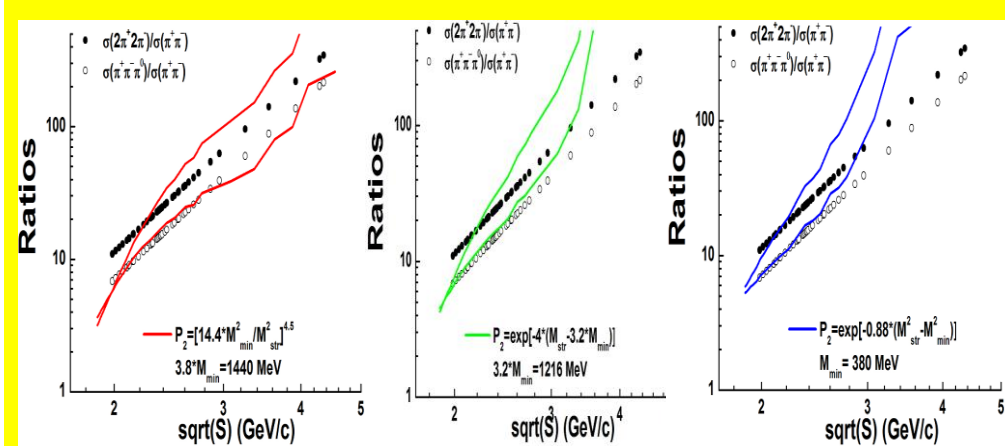 σ(2π⁺2π⁻)/σ(π⁺π⁻)
σ(π⁺π⁻π⁰)/σ(π⁺π⁻)
100
10
1
Ratios
P₂=[14.4*M²min/M²str]^4.5
3.8*Mmin=1440 MeV
2 3 4 5
sqrt(S) (GeV/c)
σ(2π⁺2π⁻)/σ(π⁺π⁻)
σ(π⁺π⁻π⁰)/σ(π⁺π⁻)
100
10
1
Ratios
P₂=exp[-4*(Mstr-3.2*Mmin)]
3.2*Mmin=1216 MeV
2 3 4
sqrt(S) (GeV/c)
σ(2π⁺2π⁻)/σ(π⁺π⁻)
σ(π⁺π⁻π⁰)/σ(π⁺π⁻)
100
10
1
Ratios
P₂=exp[-0.88*(M²str-M²min)]
Mmin= 380 MeV
2 3 4 5
sqrt(S) (GeV/c)